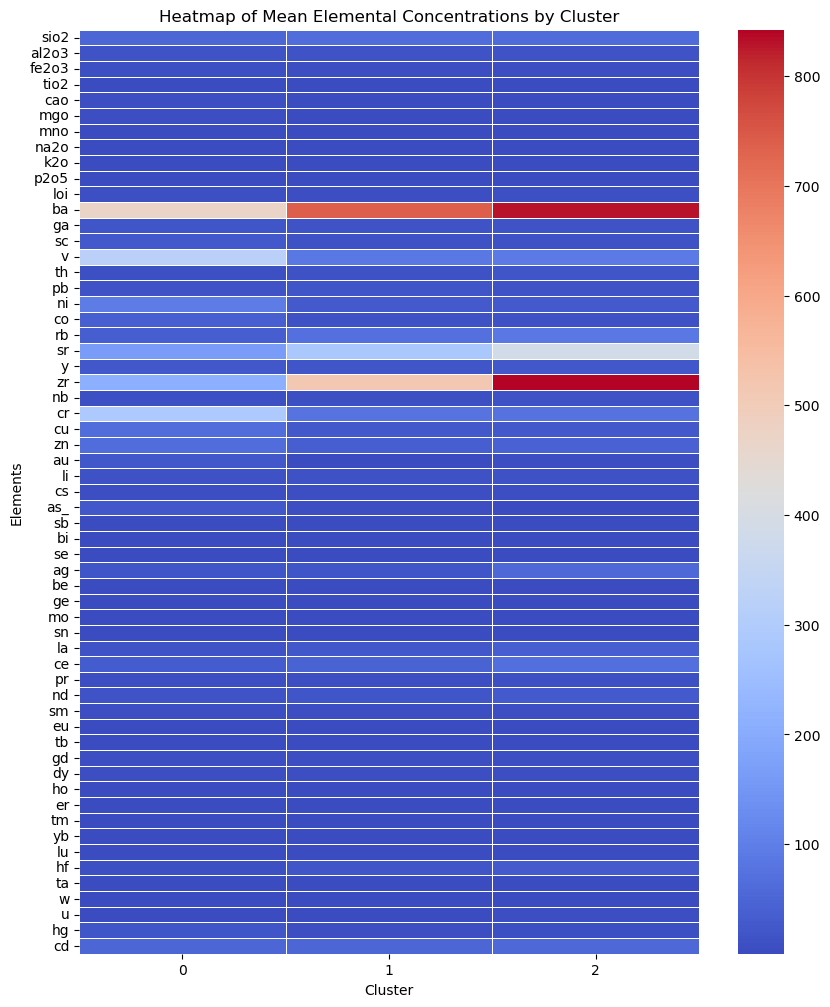 Heatmap of Mean Elemental Concentrations by Cluster
sio2
al2o3
fe2o3
tio2
cao
mgo
mno
na2o
k2o
p2o5
loi
ba
ga
sc
v
th
pb
ni
co
rb
sr
y
zr
nb
cr
cu
zn
au
li
cs
as_
sb
bi
se
ag
be
ge
mo
sn
la
ce
pr
nd
sm
eu
tb
gd
dy
ho
er
tm
yb
lu
hf
ta
w
u
hg
cd
Elements
0 1 2
Cluster
800
700
600
500
400
300
200
100